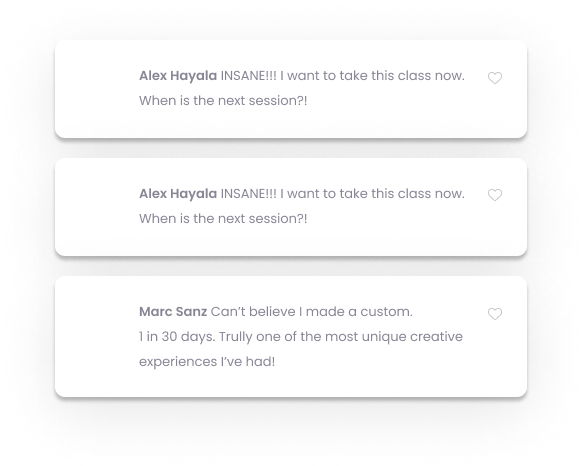 Alex Hayala INSANE!!! I want to take this class now.
When is the next session?!
Alex Hayala INSANE!!! I want to take this class now.
When is the next session?!
Marc Sanz Can’t believe I made a custom.
1 in 30 days. Trully one of the most unique creative
experiences I’ve had!